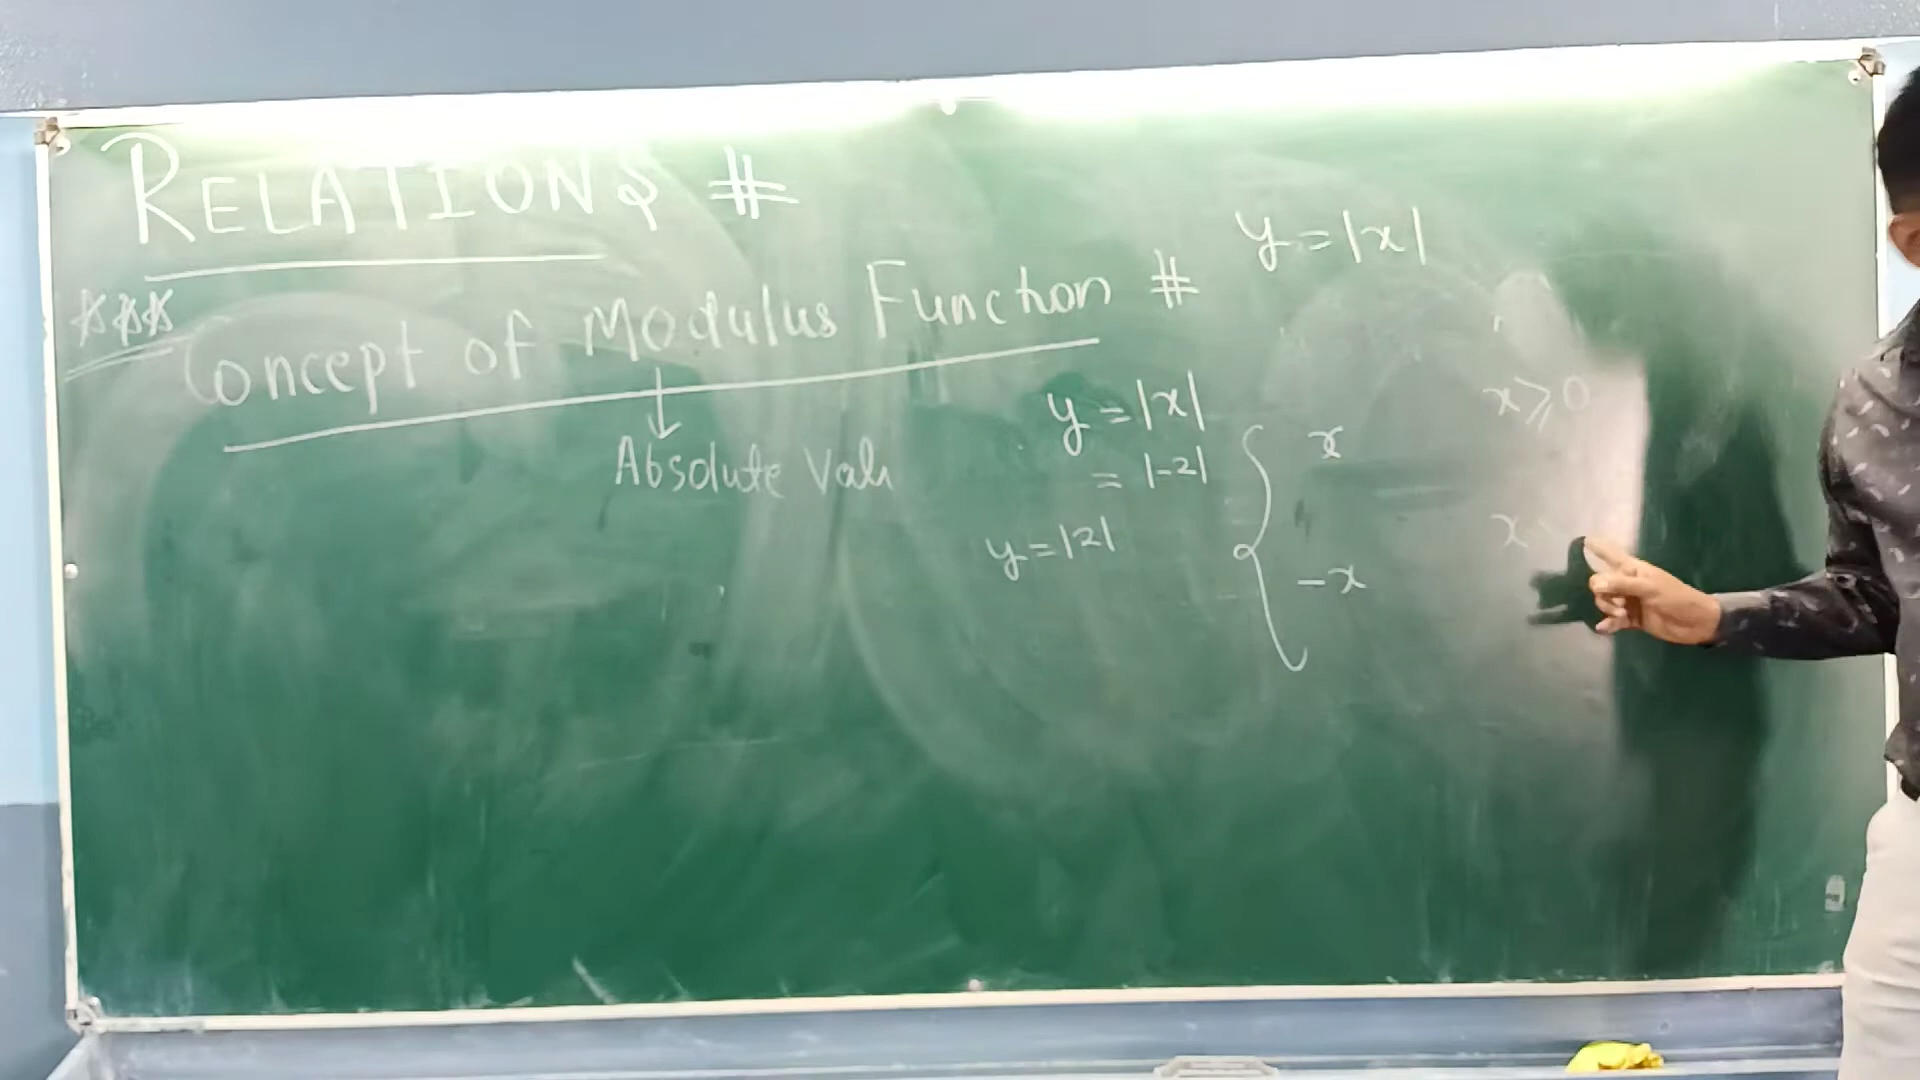 RELATIONS #
y = |x|
*** Concept of Modulus Function #
Absolute Valu
y = |x|
= |-2|
y = |2|
x x ≥ 0
-x x